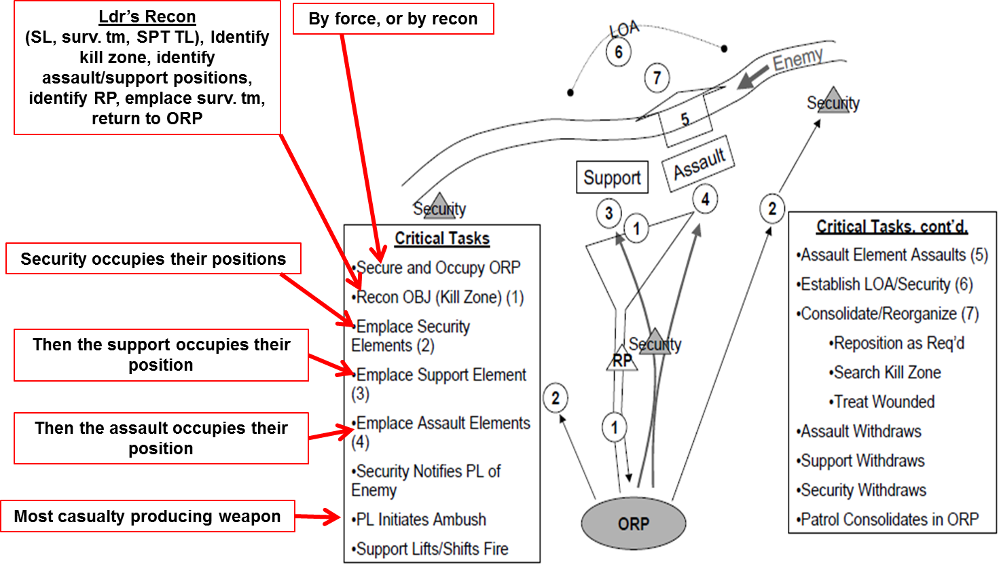 Ldr’s Recon
(SL, surv. tm, SPT TL), Identify
kill zone, identify
assault/support positions,
identify RP, emplace surv. tm,
return to ORP
By force, or by recon
Security occupies their positions
Then the support occupies their
position
Then the assault occupies their
position
Most casualty producing weapon
Critical Tasks
•Secure and Occupy ORP
•Recon OBJ (Kill Zone) (1)
•Emplace Security
Elements (2)
•Emplace Support Element
(3)
•Emplace Assault Elements
(4)
•Security Notifies PL of
Enemy
•PL Initiates Ambush
•Support Lifts/Shifts Fire
LOA
6
7
Enemy
Security
5
Assault
Support
Security
3
4
1
2
Security
RP
2
1
ORP
Critical Tasks, cont’d.
•Assault Element Assaults (5)
•Establish LOA/Security (6)
•Consolidate/Reorganize (7)
•Reposition as Req’d
•Search Kill Zone
•Treat Wounded
•Assault Withdraws
•Support Withdraws
•Security Withdraws
•Patrol Consolidates in ORP